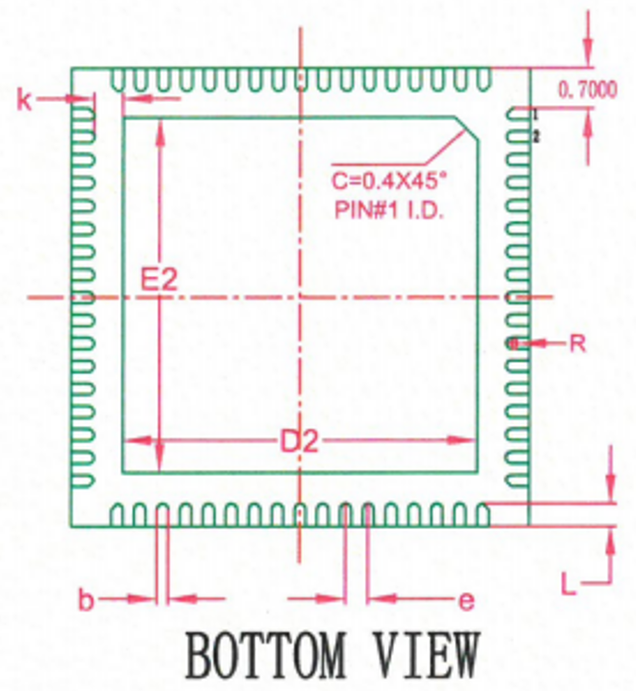 k
0.7000
1
2
C=0.4X45°
PIN#1 I.D.
E2
R
D2
L
b
e
BOTTOM VIEW